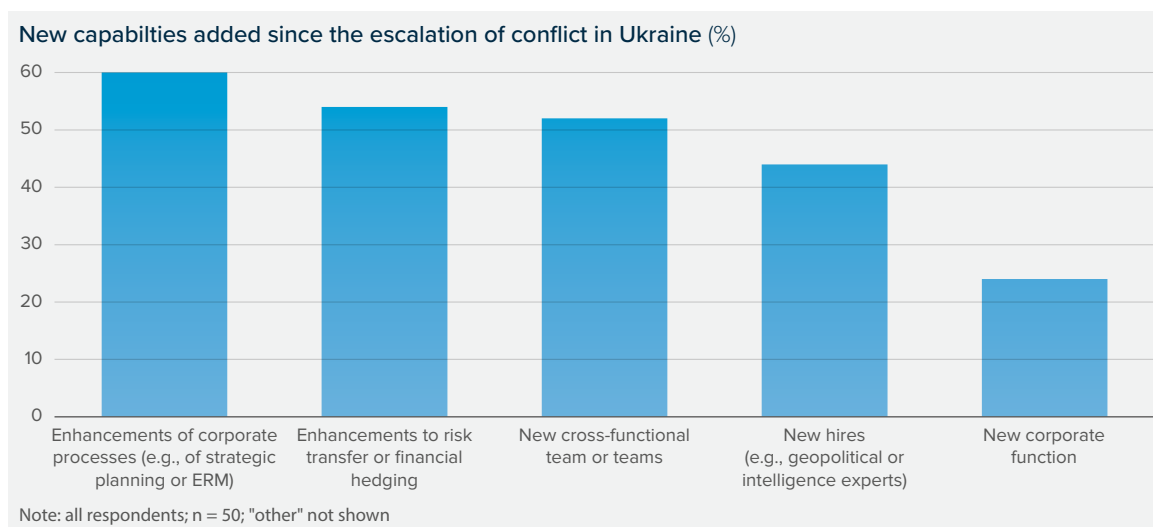 New capabilties added since the escalation of conflict in Ukraine (%)
60
50
40
30
20
10
0
Enhancements of corporate
processes (e.g., of strategic
planning or ERM)
Enhancements to risk
transfer or financial
hedging
New cross-functional
team or teams
New hires
(e.g., geopolitical or
intelligence experts)
New corporate
function
Note: all respondents; n = 50; "other" not shown